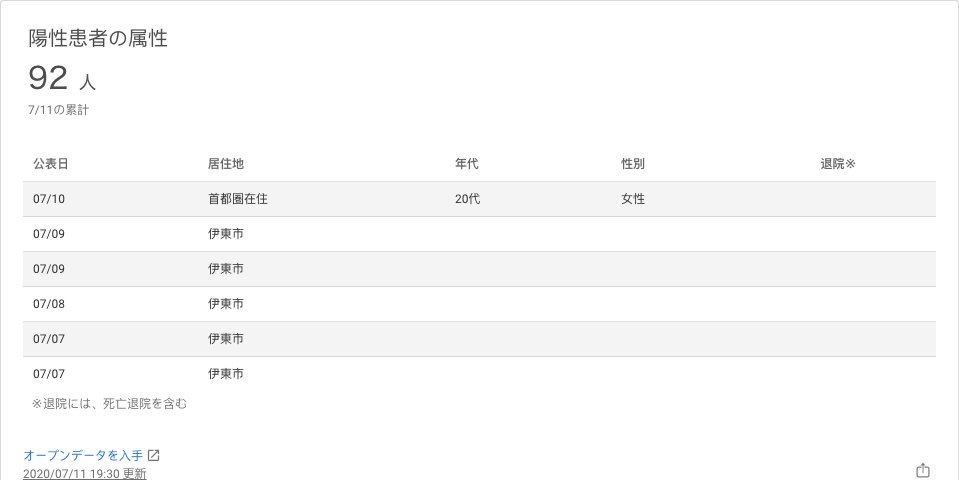 陽性患者の属性
92 人
7/11の累計
公表日 居住地 年代 性別 退院※
07/10 首都圏在住 20代 女性
07/09 伊東市
07/09 伊東市
07/08 伊東市
07/07 伊東市
07/07 伊東市
※退院には、死亡退院を含む
オープンデータを入手
2020/07/11 19:30 更新